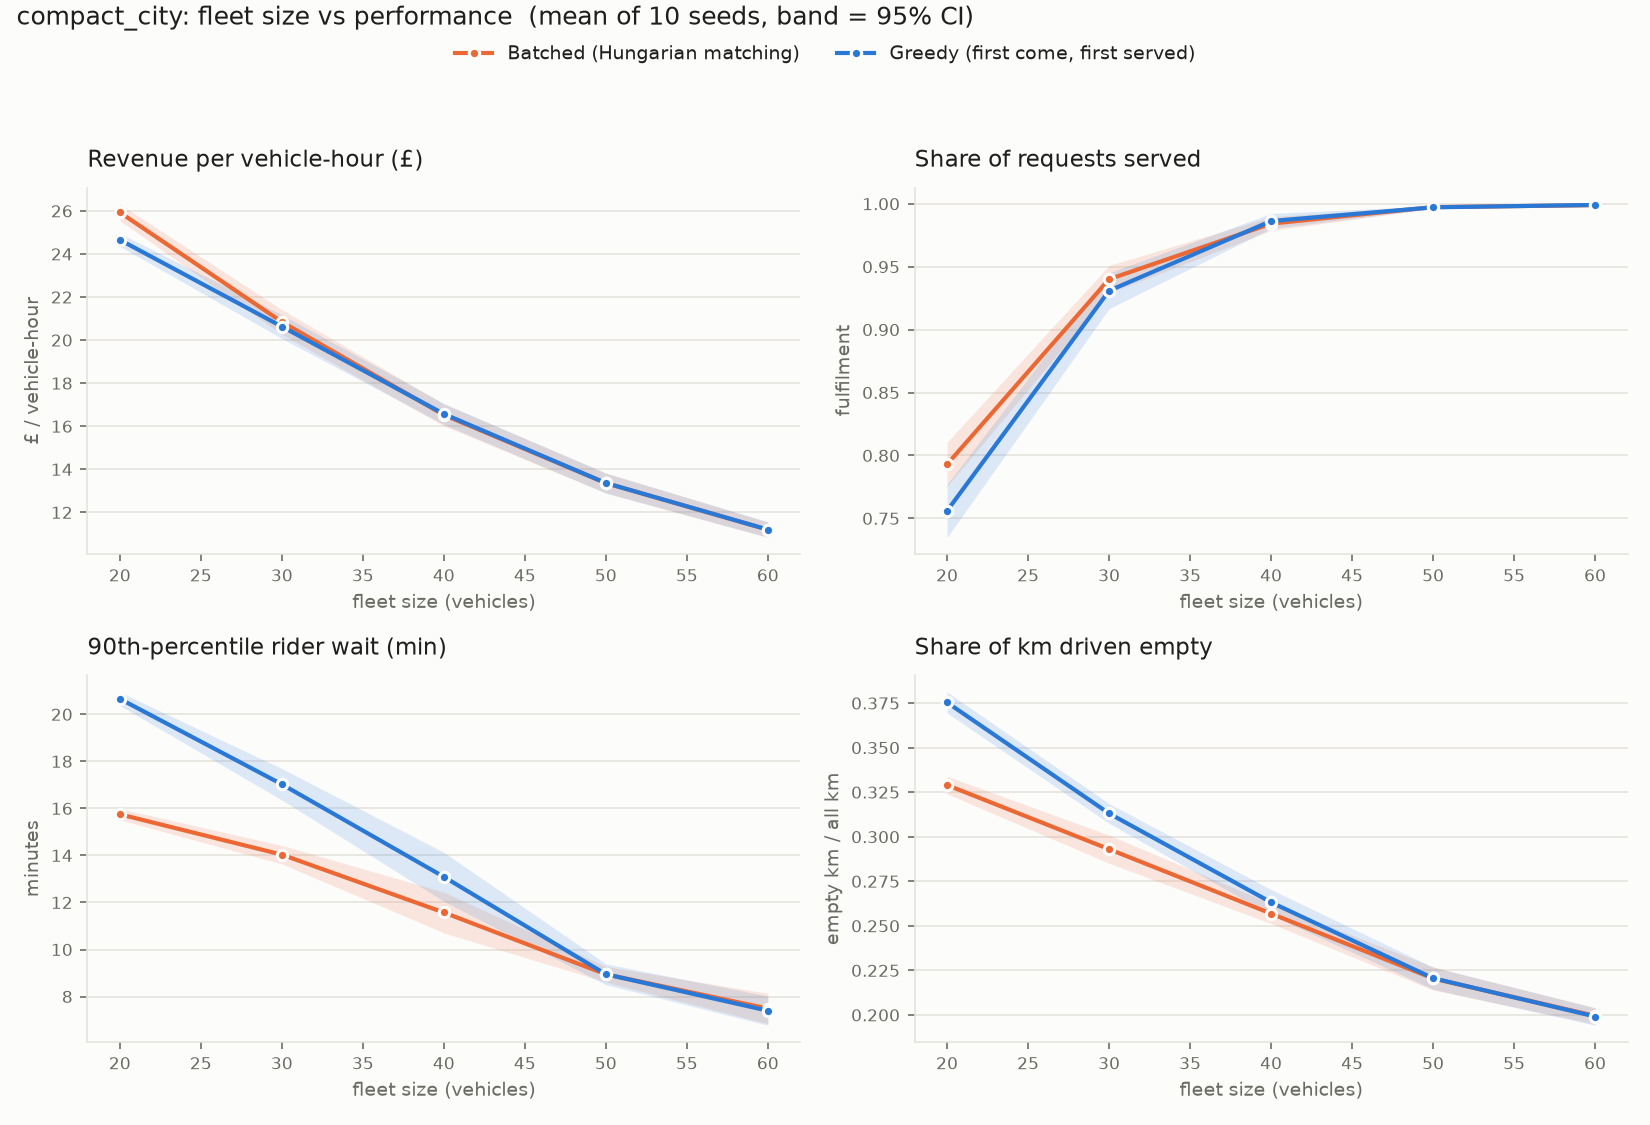 compact_city: fleet size vs performance  (mean of 10 seeds, band = 95% CI)
Batched (Hungarian matching)
Greedy (first come, first served)
Revenue per vehicle-hour (£)
£ / vehicle-hour
26
24
22
20
18
16
14
12
20 25 30 35 40 45 50 55 60
fleet size (vehicles)
Share of requests served
fulfilment
1.00
0.95
0.90
0.85
0.80
0.75
20 25 30 35 40 45 50 55 60
fleet size (vehicles)
90th-percentile rider wait (min)
minutes
20
18
16
14
12
10
8
20 25 30 35 40 45 50 55 60
fleet size (vehicles)
Share of km driven empty
empty km / all km
0.375
0.350
0.325
0.300
0.275
0.250
0.225
0.200
20 25 30 35 40 45 50 55 60
fleet size (vehicles)